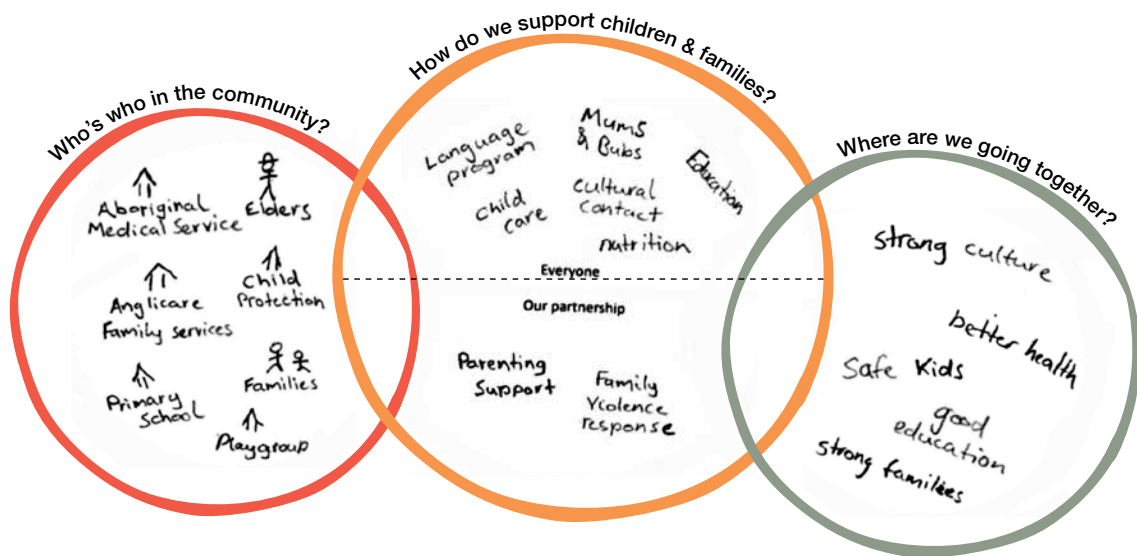 Who's who in the community?
Aboriginal
Medical Service
Elders
Anglicare
Family services
Child
Protection
Primary
School
Families
Playgroup
How do we support children & families?
Language
program
Mums
& Bubs
Education
Child
care
cultural
contact
nutrition
Everyone
Our partnership
Parenting
Support
Family
Violence
response
Where are we going together?
strong culture
better health
Safe Kids
good
education
strong families